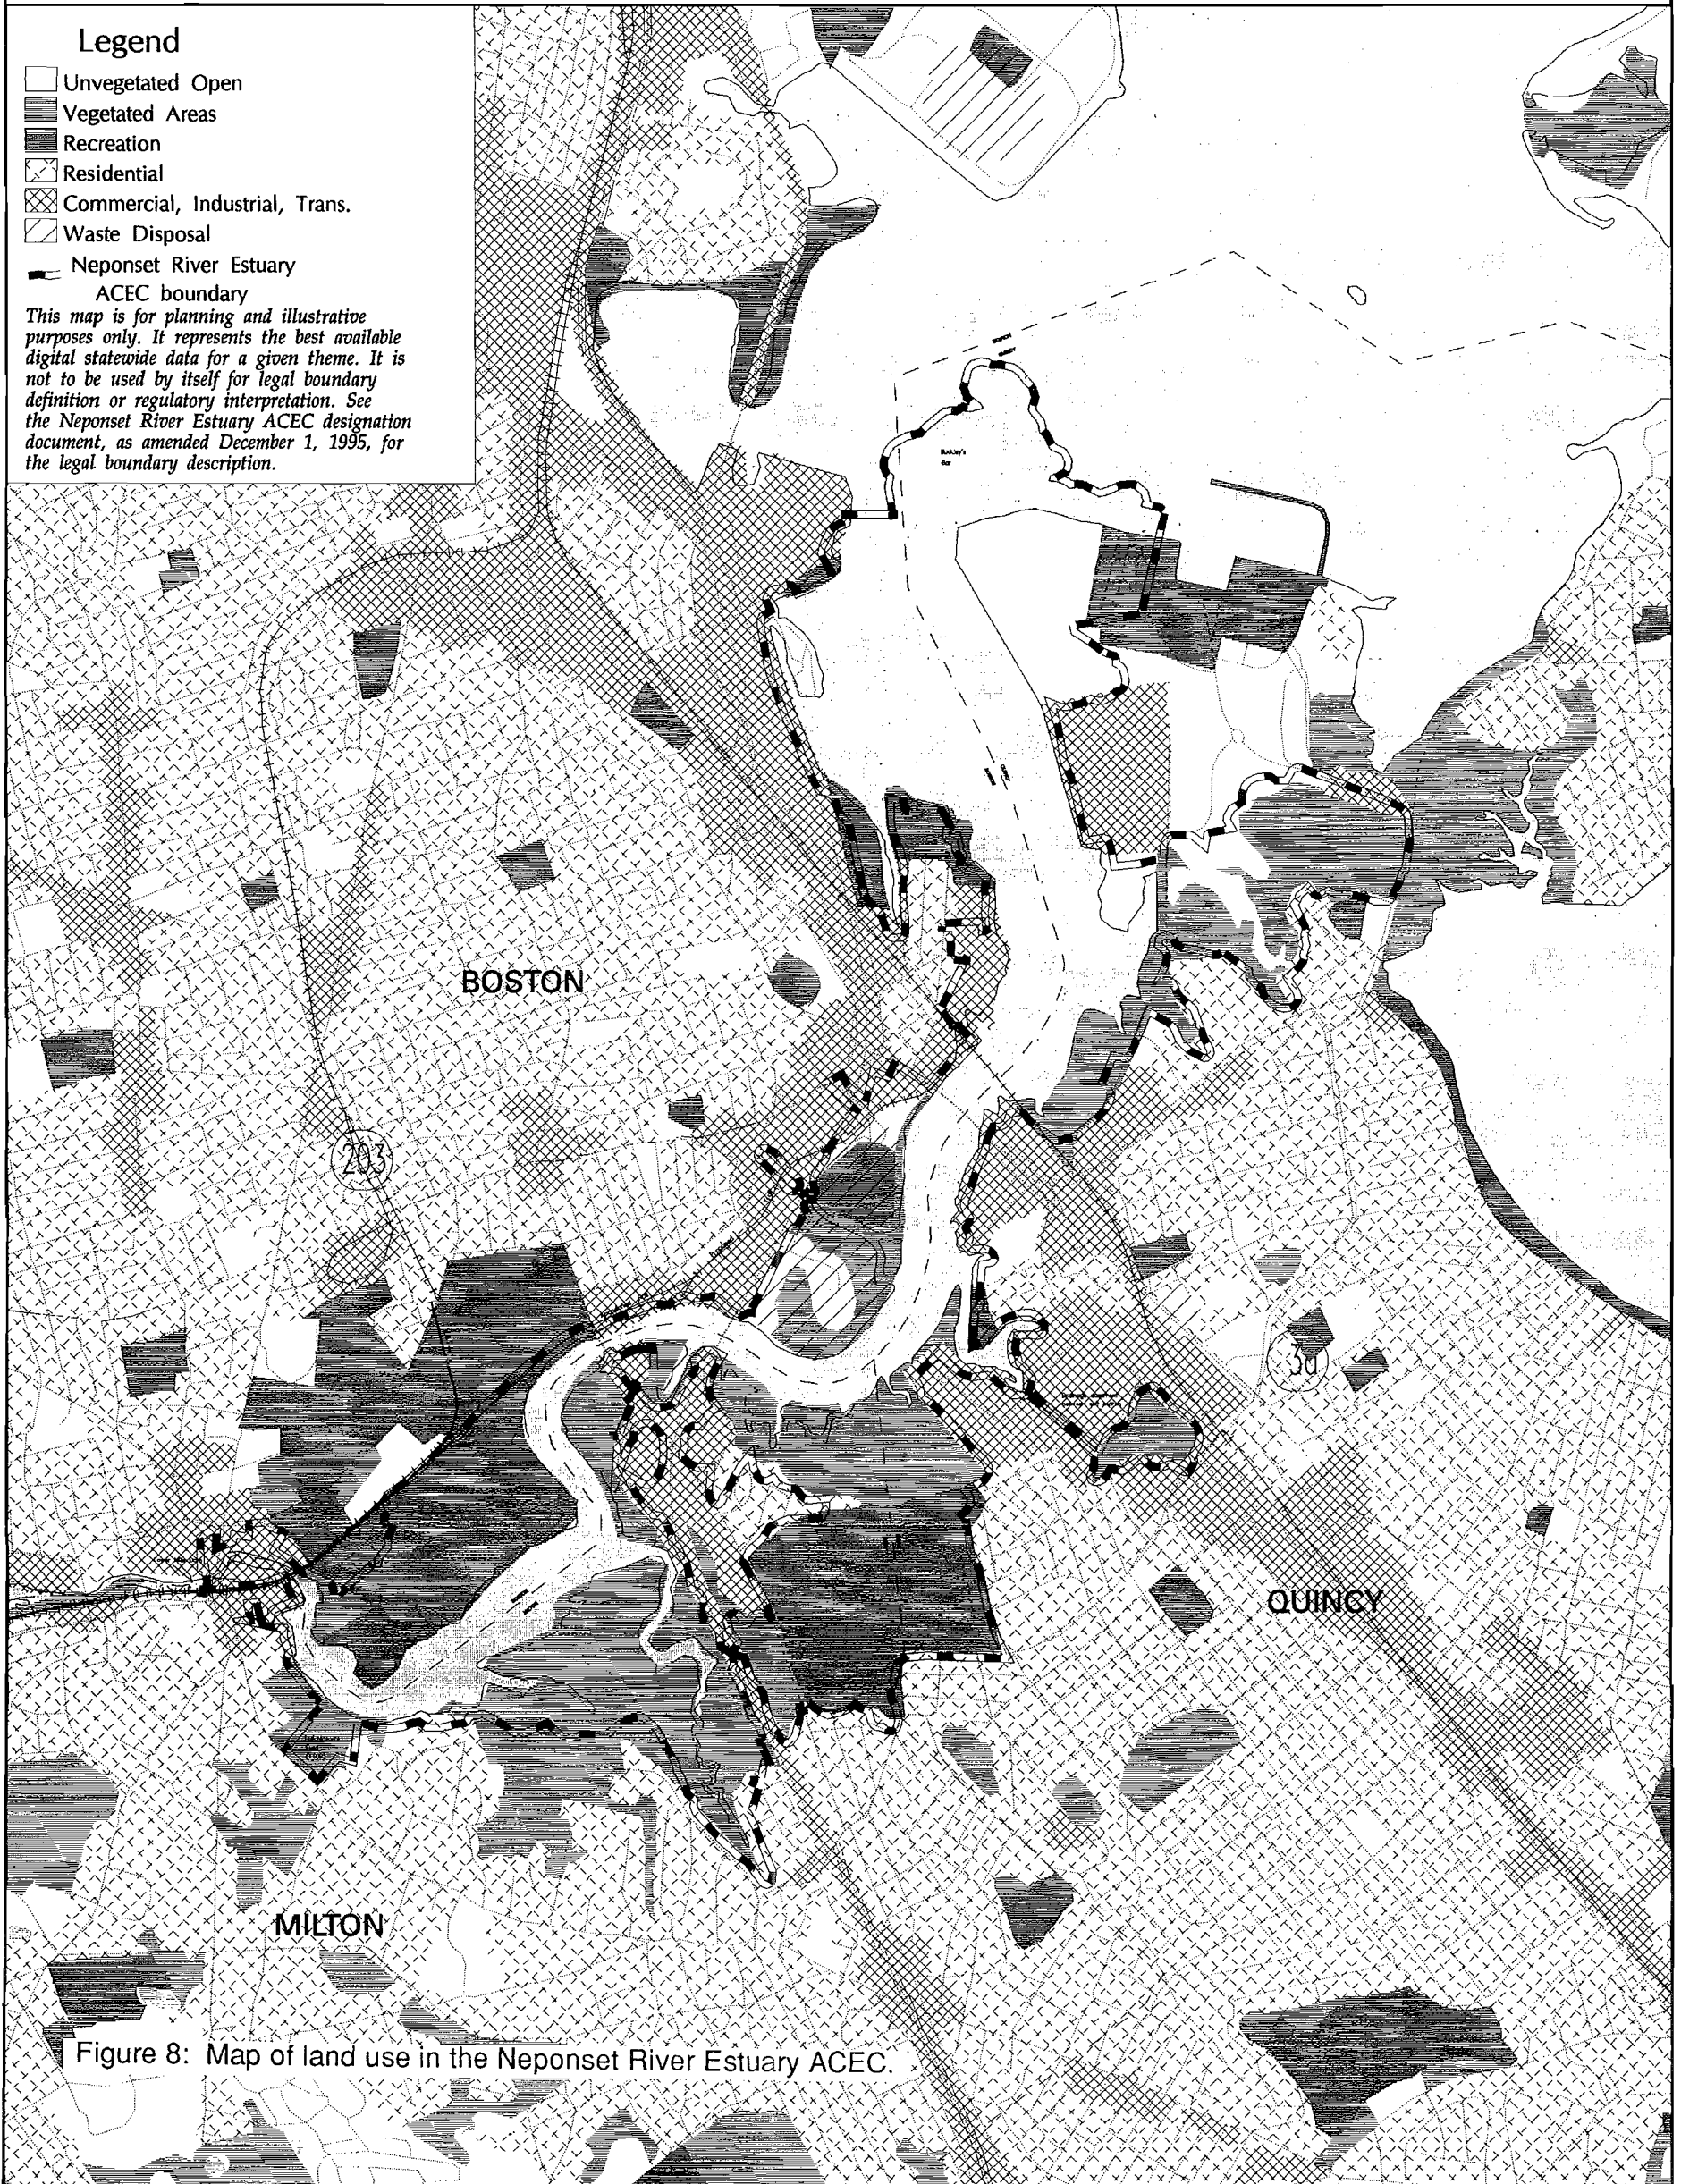 Legend
Unvegetated Open
Vegetated Areas
Recreation
Residential
Commercial, Industrial, Trans.
Waste Disposal
Neponset River Estuary
ACEC boundary
This map is for planning and illustrative
purposes only. It represents the best available
digital statewide data for a given theme. It is
not to be used by itself for legal boundary
definition or regulatory interpretation. See
the Neponset River Estuary ACEC designation
document, as amended December 1, 1995, for
the legal boundary description.
BOSTON
203
QUINCY
MILTON
Figure 8: Map of land use in the Neponset River Estuary ACEC.